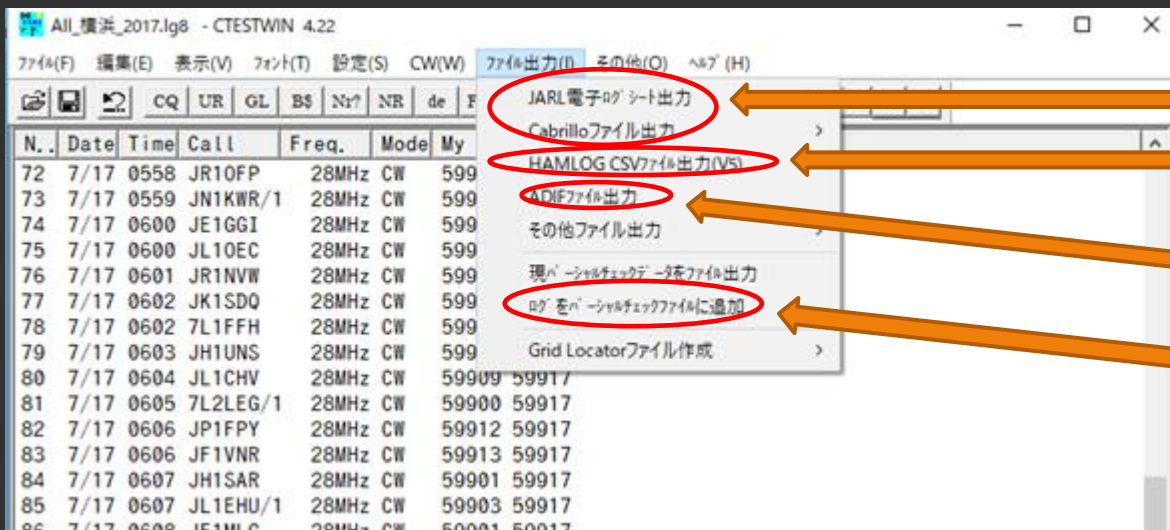 All_横浜_2017.lg8 - CTESTWIN 4.22
ﾌｧｲﾙ(F) 編集(E) 表示(V) ﾌｫﾝﾄ(T) 設定(S) CW(W) ﾌｧｲﾙ出力(I) その他(O) ﾍﾙﾌﾟ(H)
CQ UR GL B$ Nr? NR de
JARL電子ﾛｸﾞｼｰﾄ出力
Cabrilloファイル出力 >
HAMLOG CSVﾌｧｲﾙ出力(V5)
ADIFﾌｧｲﾙ出力
その他ファイル出力 >
現ﾊﾟｰｼｬﾙﾁｪｯｸﾃﾞｰﾀをﾌｧｲﾙ出力
ﾛｸﾞをﾊﾟｰｼｬﾙﾁｪｯｸﾌｧｲﾙに追加
Grid Locatorファイル作成 >
N.. Date Time Call Freq. Mode My
72 7/17 0558 JR1OFP 28MHz CW 599
73 7/17 0559 JN1KWR/1 28MHz CW 599
74 7/17 0600 JE1GGI 28MHz CW 599
75 7/17 0600 JL1OEC 28MHz CW 599
76 7/17 0601 JR1NVW 28MHz CW 599
77 7/17 0602 JK1SDQ 28MHz CW 599
78 7/17 0602 7L1FFH 28MHz CW 599
79 7/17 0603 JH1UNS 28MHz CW 599
80 7/17 0604 JL1CHV 28MHz CW 59909 59917
81 7/17 0605 7L2LEG/1 28MHz CW 59900 59917
82 7/17 0606 JP1FPY 28MHz CW 59912 59917
83 7/17 0606 JF1VNR 28MHz CW 59913 59917
84 7/17 0607 JH1SAR 28MHz CW 59901 59917
85 7/17 0607 JL1EHU/1 28MHz CW 59903 59917
86 7/17 0608 28MHz CW 59901 59917